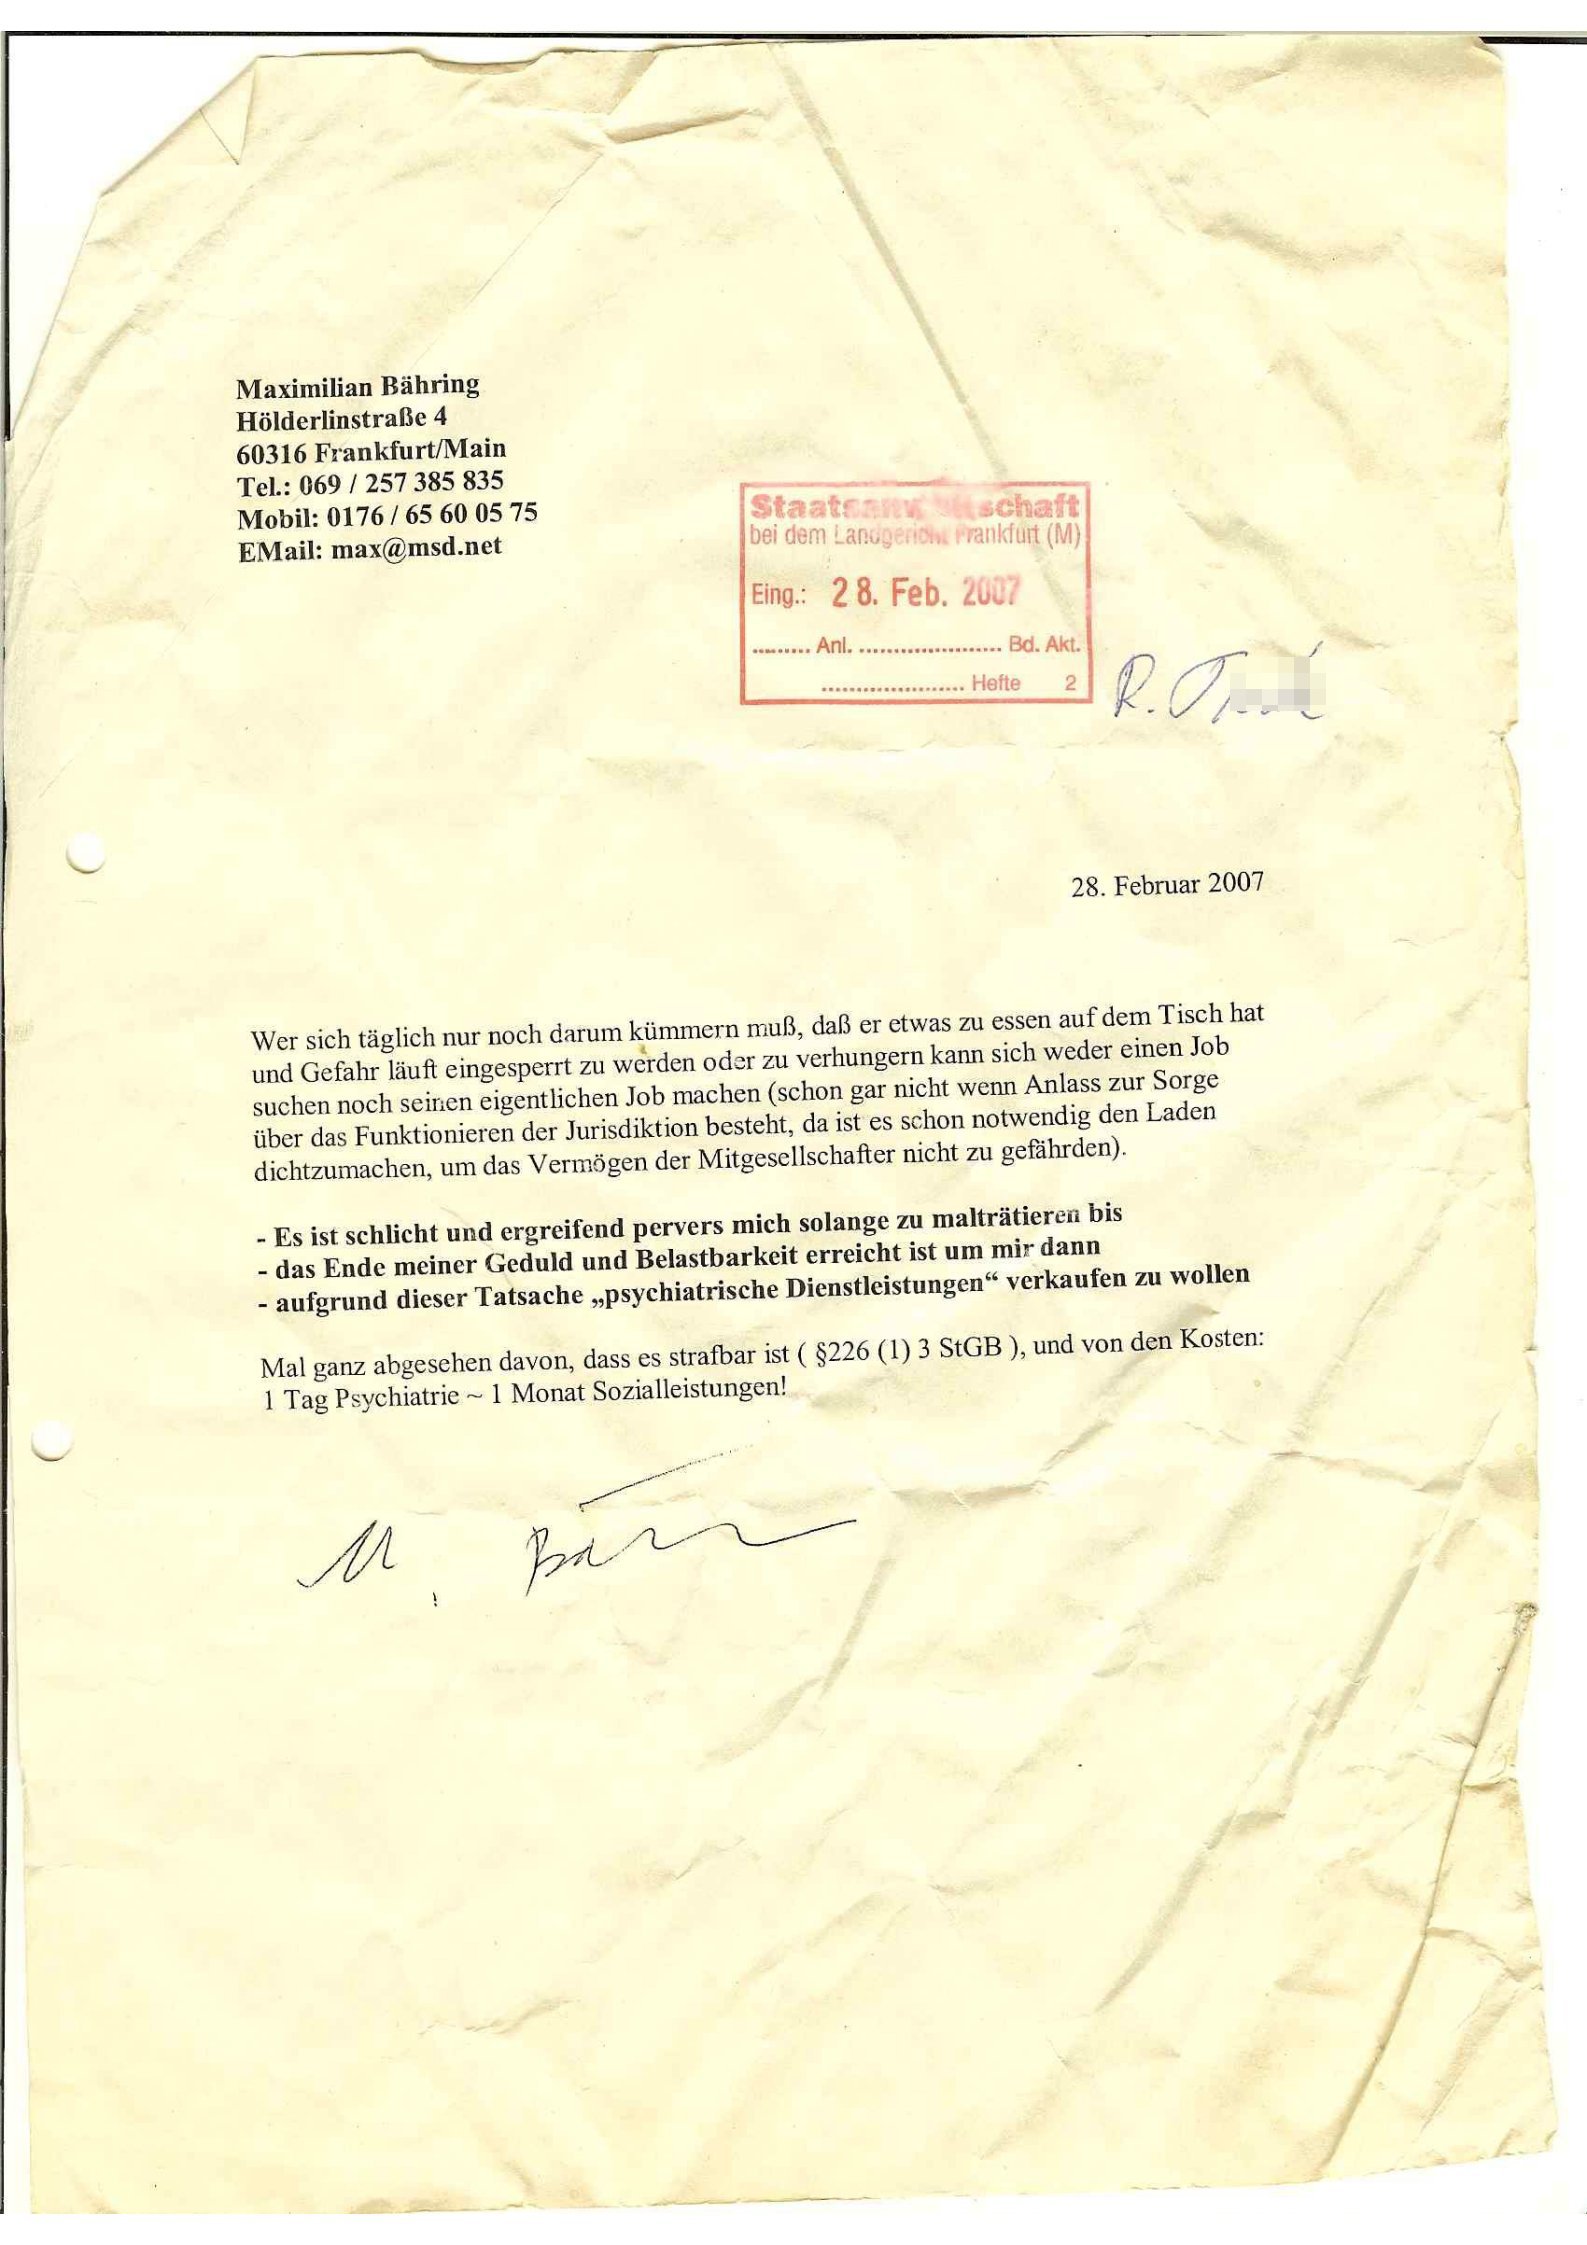 Maximilian Bähring
Hölderlinstraße 4
60316 Frankfurt/Main
Tel.: 069 / 257 385 835
Mobil: 0176 / 65 60 05 75
EMail: max@msd.net
Staatsanwaltschaft
bei dem Landgericht Frankfurt (M)
Eing.: 28. Feb. 2007
......... Anl. ...................... Bd. Akt.
...................... Hefte 2
R.
28. Februar 2007
Wer sich täglich nur noch darum kümmern muß, daß er etwas zu essen auf dem Tisch hat
und Gefahr läuft eingesperrt zu werden oder zu verhungern kann sich weder einen Job
suchen noch seinen eigentlichen Job machen (schon gar nicht wenn Anlass zur Sorge
über das Funktionieren der Jurisdiktion besteht, da ist es schon notwendig den Laden
dichtzumachen, um das Vermögen der Mitgesellschafter nicht zu gefährden).
- Es ist schlicht und ergreifend pervers mich solange zu malträtieren bis
- das Ende meiner Geduld und Belastbarkeit erreicht ist um mir dann
- aufgrund dieser Tatsache „psychiatrische Dienstleistungen“ verkaufen zu wollen
Mal ganz abgesehen davon, dass es strafbar ist ( §226 (1) 3 StGB ), und von den Kosten:
1 Tag Psychiatrie ~ 1 Monat Sozialleistungen!
M.